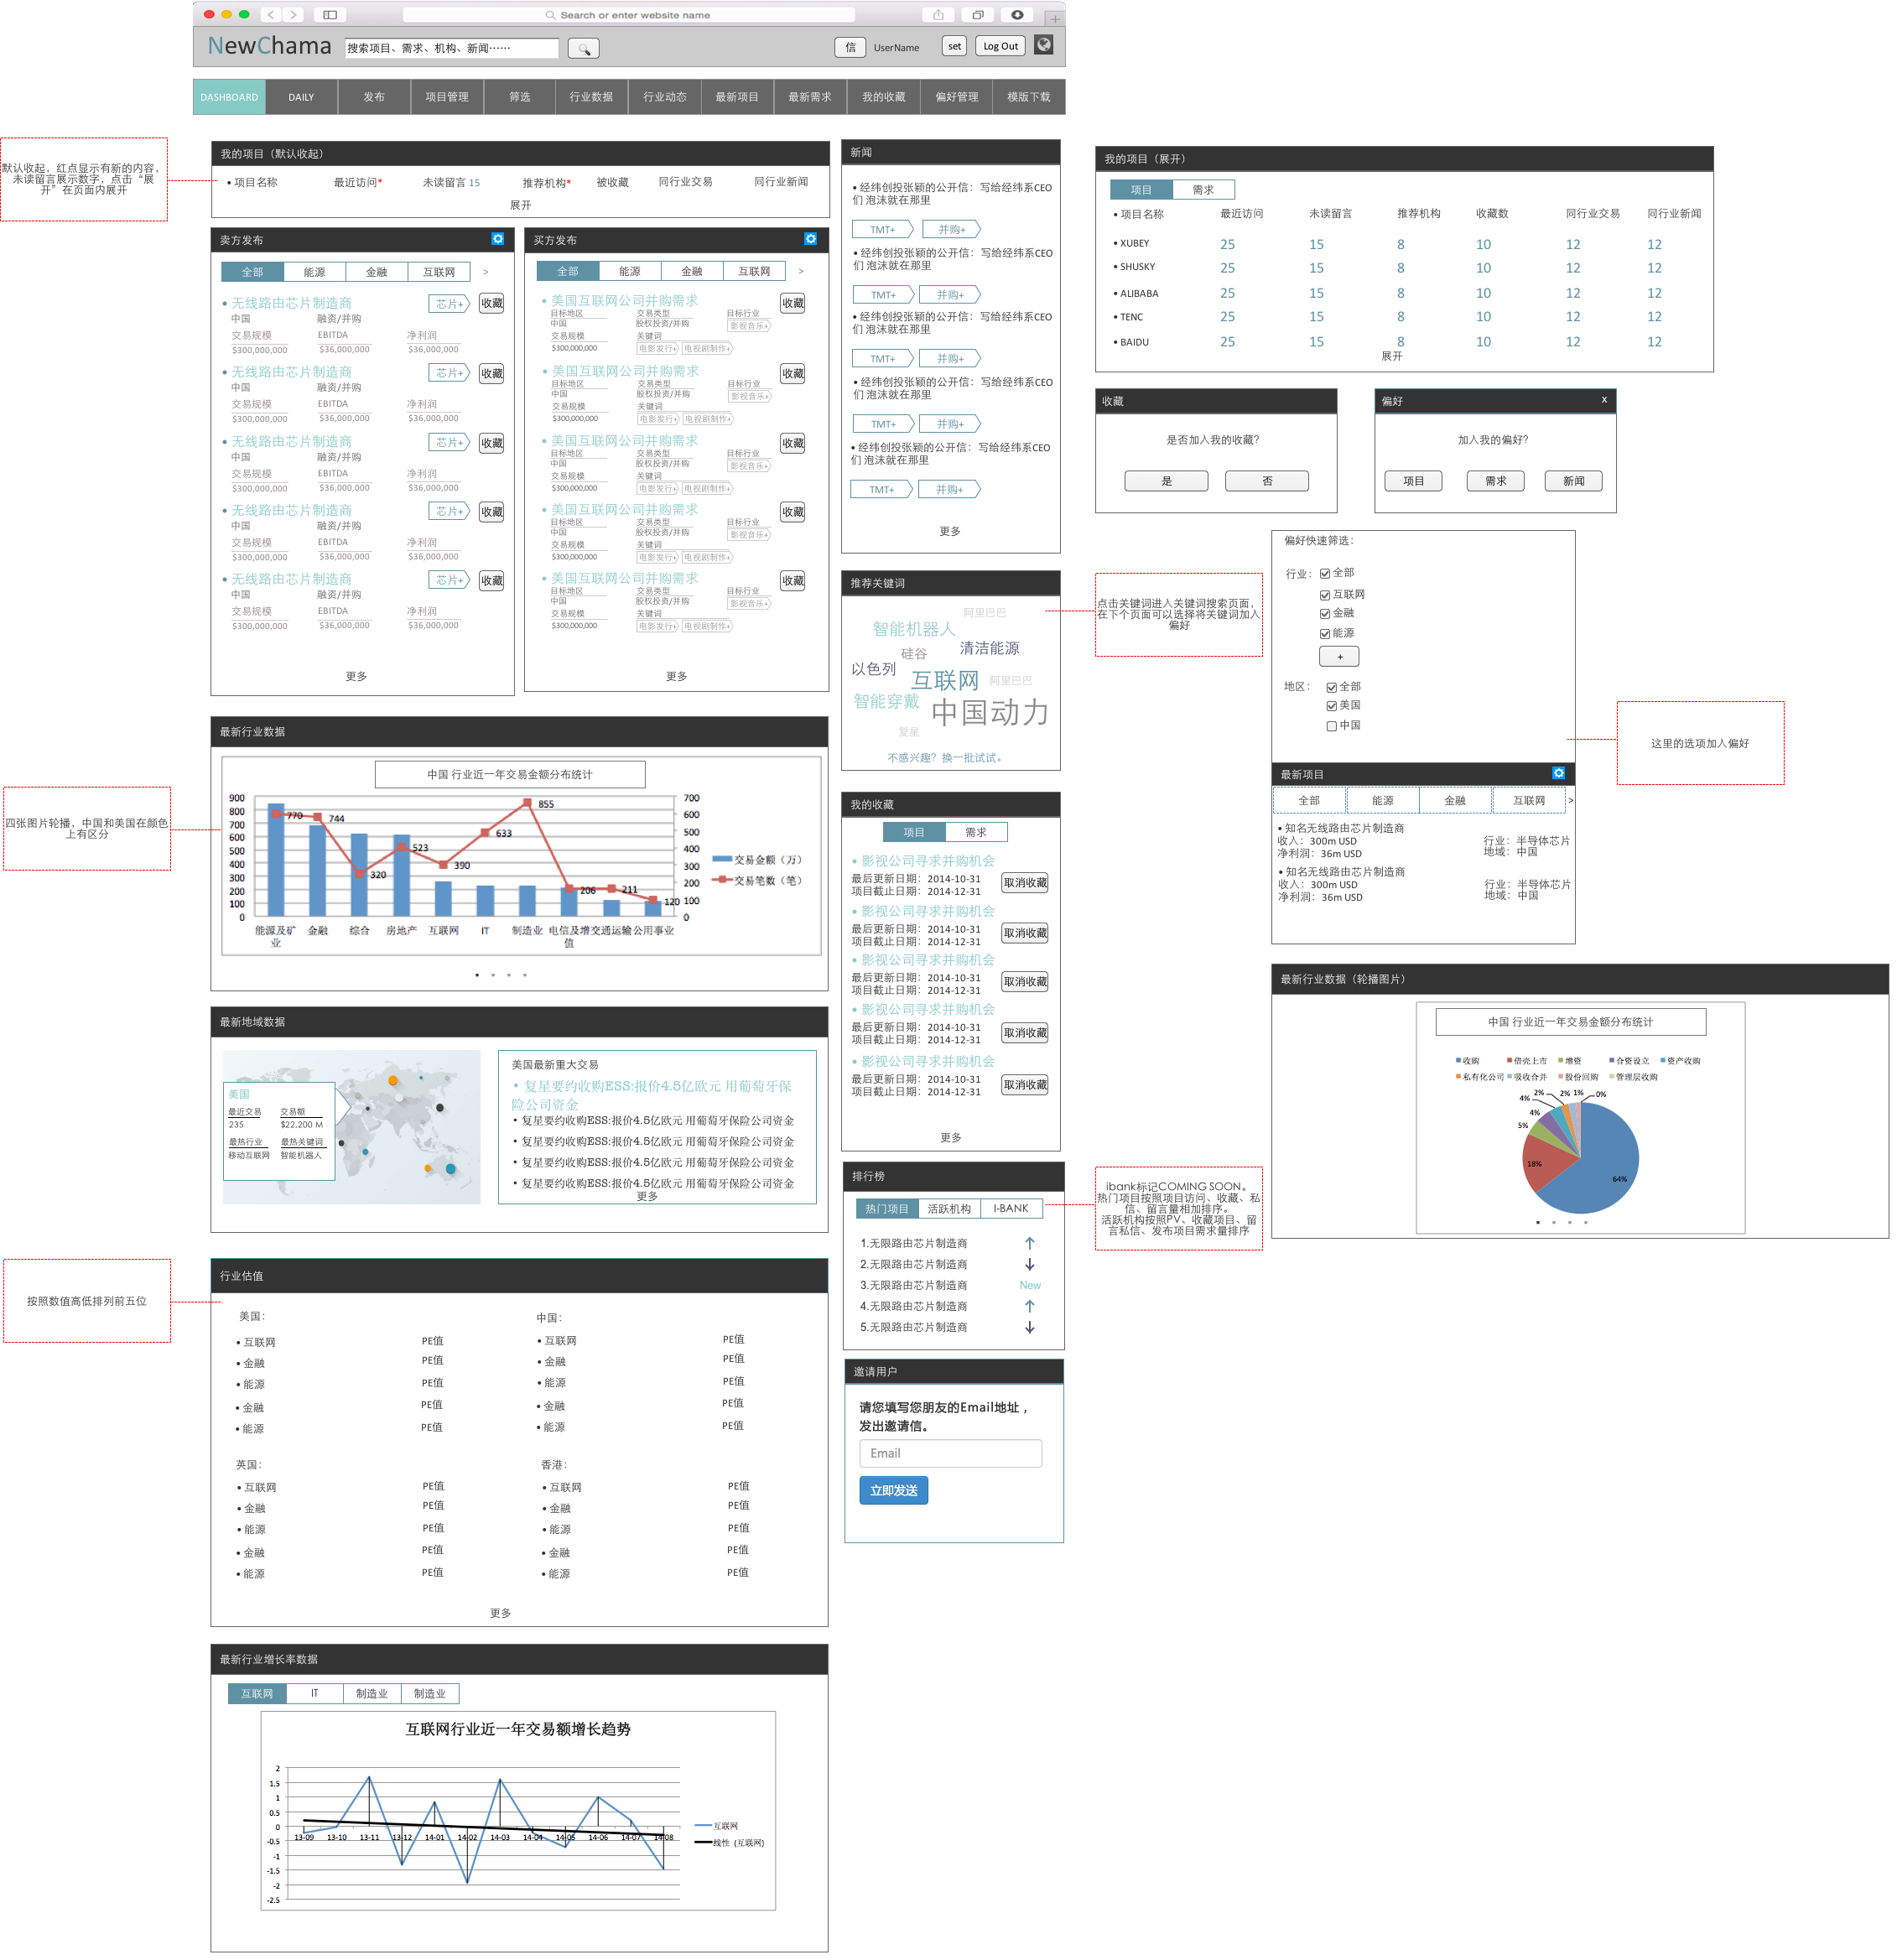 Search or enter website name
NewChama
搜索项目、需求、机构、新闻……
信
UserName
set
Log Out
DASHBOARD
DAILY
发布
项目管理
筛选
行业数据
行业动态
最新项目
最新需求
我的收藏
偏好管理
模版下载
默认收起，红点显示有新的内容，
未读留言展示数字，点击“展
开”在页面内展开
我的项目（默认收起）
• 项目名称 最近访问* 未读留言 15 推荐机构* 被收藏 同行业交易 同行业新闻
展开
卖方发布
全部 能源 金融 互联网 >
• 无线路由芯片制造商 芯片+ 收藏
中国 融资/并购
交易规模 EBITDA 净利润
$300,000,000 $36,000,000 $36,000,000
• 无线路由芯片制造商 芯片+ 收藏
中国 融资/并购
交易规模 EBITDA 净利润
$300,000,000 $36,000,000 $36,000,000
• 无线路由芯片制造商 芯片+ 收藏
中国 融资/并购
交易规模 EBITDA 净利润
$300,000,000 $36,000,000 $36,000,000
• 无线路由芯片制造商 芯片+ 收藏
中国 融资/并购
交易规模 EBITDA 净利润
$300,000,000 $36,000,000 $36,000,000
• 无线路由芯片制造商 芯片+ 收藏
中国 融资/并购
交易规模 EBITDA 净利润
$300,000,000 $36,000,000 $36,000,000
更多
买方发布
全部 能源 金融 互联网 >
• 美国互联网公司并购需求 收藏
目标地区 交易类型 目标行业
中国 股权投资/并购 影视音乐+
交易规模 关键词
$300,000,000 电影发行+ 电视剧制作+
• 美国互联网公司并购需求 收藏
目标地区 交易类型 目标行业
中国 股权投资/并购 影视音乐+
交易规模 关键词
$300,000,000 电影发行+ 电视剧制作+
• 美国互联网公司并购需求 收藏
目标地区 交易类型 目标行业
中国 股权投资/并购 影视音乐+
交易规模 关键词
$300,000,000 电影发行+ 电视剧制作+
• 美国互联网公司并购需求 收藏
目标地区 交易类型 目标行业
中国 股权投资/并购 影视音乐+
交易规模 关键词
$300,000,000 电影发行+ 电视剧制作+
• 美国互联网公司并购需求 收藏
目标地区 交易类型 目标行业
中国 股权投资/并购 影视音乐+
交易规模 关键词
$300,000,000 电影发行+ 电视剧制作+
更多
新闻
• 经纬创投张颖的公开信：写给经纬系CEO
们 泡沫就在那里
TMT+ 并购+
• 经纬创投张颖的公开信：写给经纬系CEO
们 泡沫就在那里
TMT+ 并购+
• 经纬创投张颖的公开信：写给经纬系CEO
们 泡沫就在那里
TMT+ 并购+
• 经纬创投张颖的公开信：写给经纬系CEO
们 泡沫就在那里
TMT+ 并购+
• 经纬创投张颖的公开信：写给经纬系CEO
们 泡沫就在那里
TMT+ 并购+
更多
我的项目（展开）
项目 需求
• 项目名称 最近访问 未读留言 推荐机构 收藏数 同行业交易 同行业新闻
• XUBEY 25 15 8 10 12 12
• SHUSKY 25 15 8 10 12 12
• ALIBABA 25 15 8 10 12 12
• TENC 25 15 8 10 12 12
• BAIDU 25 15 8 10 12 12
展开
收藏
是否加入我的收藏？
是 否
偏好 x
加入我的偏好？
项目 需求 新闻
推荐关键词
阿里巴巴
智能机器人
硅谷
清洁能源
以色列
互联网
阿里巴巴
智能穿戴
中国动力
复星
不感兴趣？换一批试试。
点击关键词进入关键词搜索页面，
在下个页面可以选择将关键词加入
偏好
偏好快速筛选：
行业： 全部
互联网
金融
能源
+
地区： 全部
美国
中国
这里的选项加入偏好
最新项目
全部 能源 金融 互联网 >
• 知名无线路由芯片制造商
收入：300m USD 行业：半导体芯片
净利润：36m USD 地域：中国
• 知名无线路由芯片制造商
收入：300m USD 行业：半导体芯片
净利润：36m USD 地域：中国
四张图片轮播，中国和美国在颜色
上有区分
最新行业数据
中国 行业近一年交易金额分布统计
900
800
700
600
500
400
300
200
100
0
770
744
320
523
390
633
855
206
211
120
700
600
500
400
300
200
100
0
交易金额（万）
交易笔数（笔）
能源及矿业 金融 综合 房地产 互联网 IT 制造业 电信及增值 交通运输 公用事业
我的收藏
项目 需求
• 影视公司寻求并购机会
最后更新日期：2014-10-31
项目截止日期：2014-12-31
取消收藏
• 影视公司寻求并购机会
最后更新日期：2014-10-31
项目截止日期：2014-12-31
取消收藏
• 影视公司寻求并购机会
最后更新日期：2014-10-31
项目截止日期：2014-12-31
取消收藏
• 影视公司寻求并购机会
最后更新日期：2014-10-31
项目截止日期：2014-12-31
取消收藏
• 影视公司寻求并购机会
最后更新日期：2014-10-31
项目截止日期：2014-12-31
取消收藏
更多
最新行业数据（轮播图片）
中国 行业近一年交易金额分布统计
收购 借壳上市 增资 合资设立 资产收购
私有化公司 吸收合并 股份回购 管理层收购
64%
18%
5%
4%
4%
2%
2%
1%
0%
最新地域数据
美国
最近交易 交易额
235 $22,200 M
最热行业 最热关键词
移动互联网 智能机器人
美国最新重大交易
• 复星要约收购ESS:报价4.5亿欧元 用葡萄牙保
险公司资金
• 复星要约收购ESS:报价4.5亿欧元 用葡萄牙保险公司资金
• 复星要约收购ESS:报价4.5亿欧元 用葡萄牙保险公司资金
• 复星要约收购ESS:报价4.5亿欧元 用葡萄牙保险公司资金
• 复星要约收购ESS:报价4.5亿欧元 用葡萄牙保险公司资金
更多
排行榜
热门项目 活跃机构 I-BANK
1.无限路由芯片制造商
2.无限路由芯片制造商
3.无限路由芯片制造商 New
4.无限路由芯片制造商
5.无限路由芯片制造商
ibank标记COMING SOON。
热门项目按照项目访问、收藏、私
信、留言量相加排序。
活跃机构按照PV、收藏项目、留
言私信、发布项目需求量排序
按照数值高低排列前五位
行业估值
美国：
• 互联网 PE值
• 金融 PE值
• 能源 PE值
• 金融 PE值
• 能源 PE值
中国：
• 互联网 PE值
• 金融 PE值
• 能源 PE值
• 金融 PE值
• 能源 PE值
英国：
• 互联网 PE值
• 金融 PE值
• 能源 PE值
• 金融 PE值
• 能源 PE值
香港：
• 互联网 PE值
• 金融 PE值
• 能源 PE值
• 金融 PE值
• 能源 PE值
更多
邀请用户
请您填写您朋友的Email地址，
发出邀请信。
Email
立即发送
最新行业增长率数据
互联网 IT 制造业 制造业
互联网行业近一年交易额增长趋势
2
1.5
1
0.5
0
-0.5
-1
-1.5
-2
-2.5
13-09 13-10 13-11 13-12 14-01 14-02 14-03 14-04 14-05 14-06 14-07 14-08
互联网
线性 (互联网)